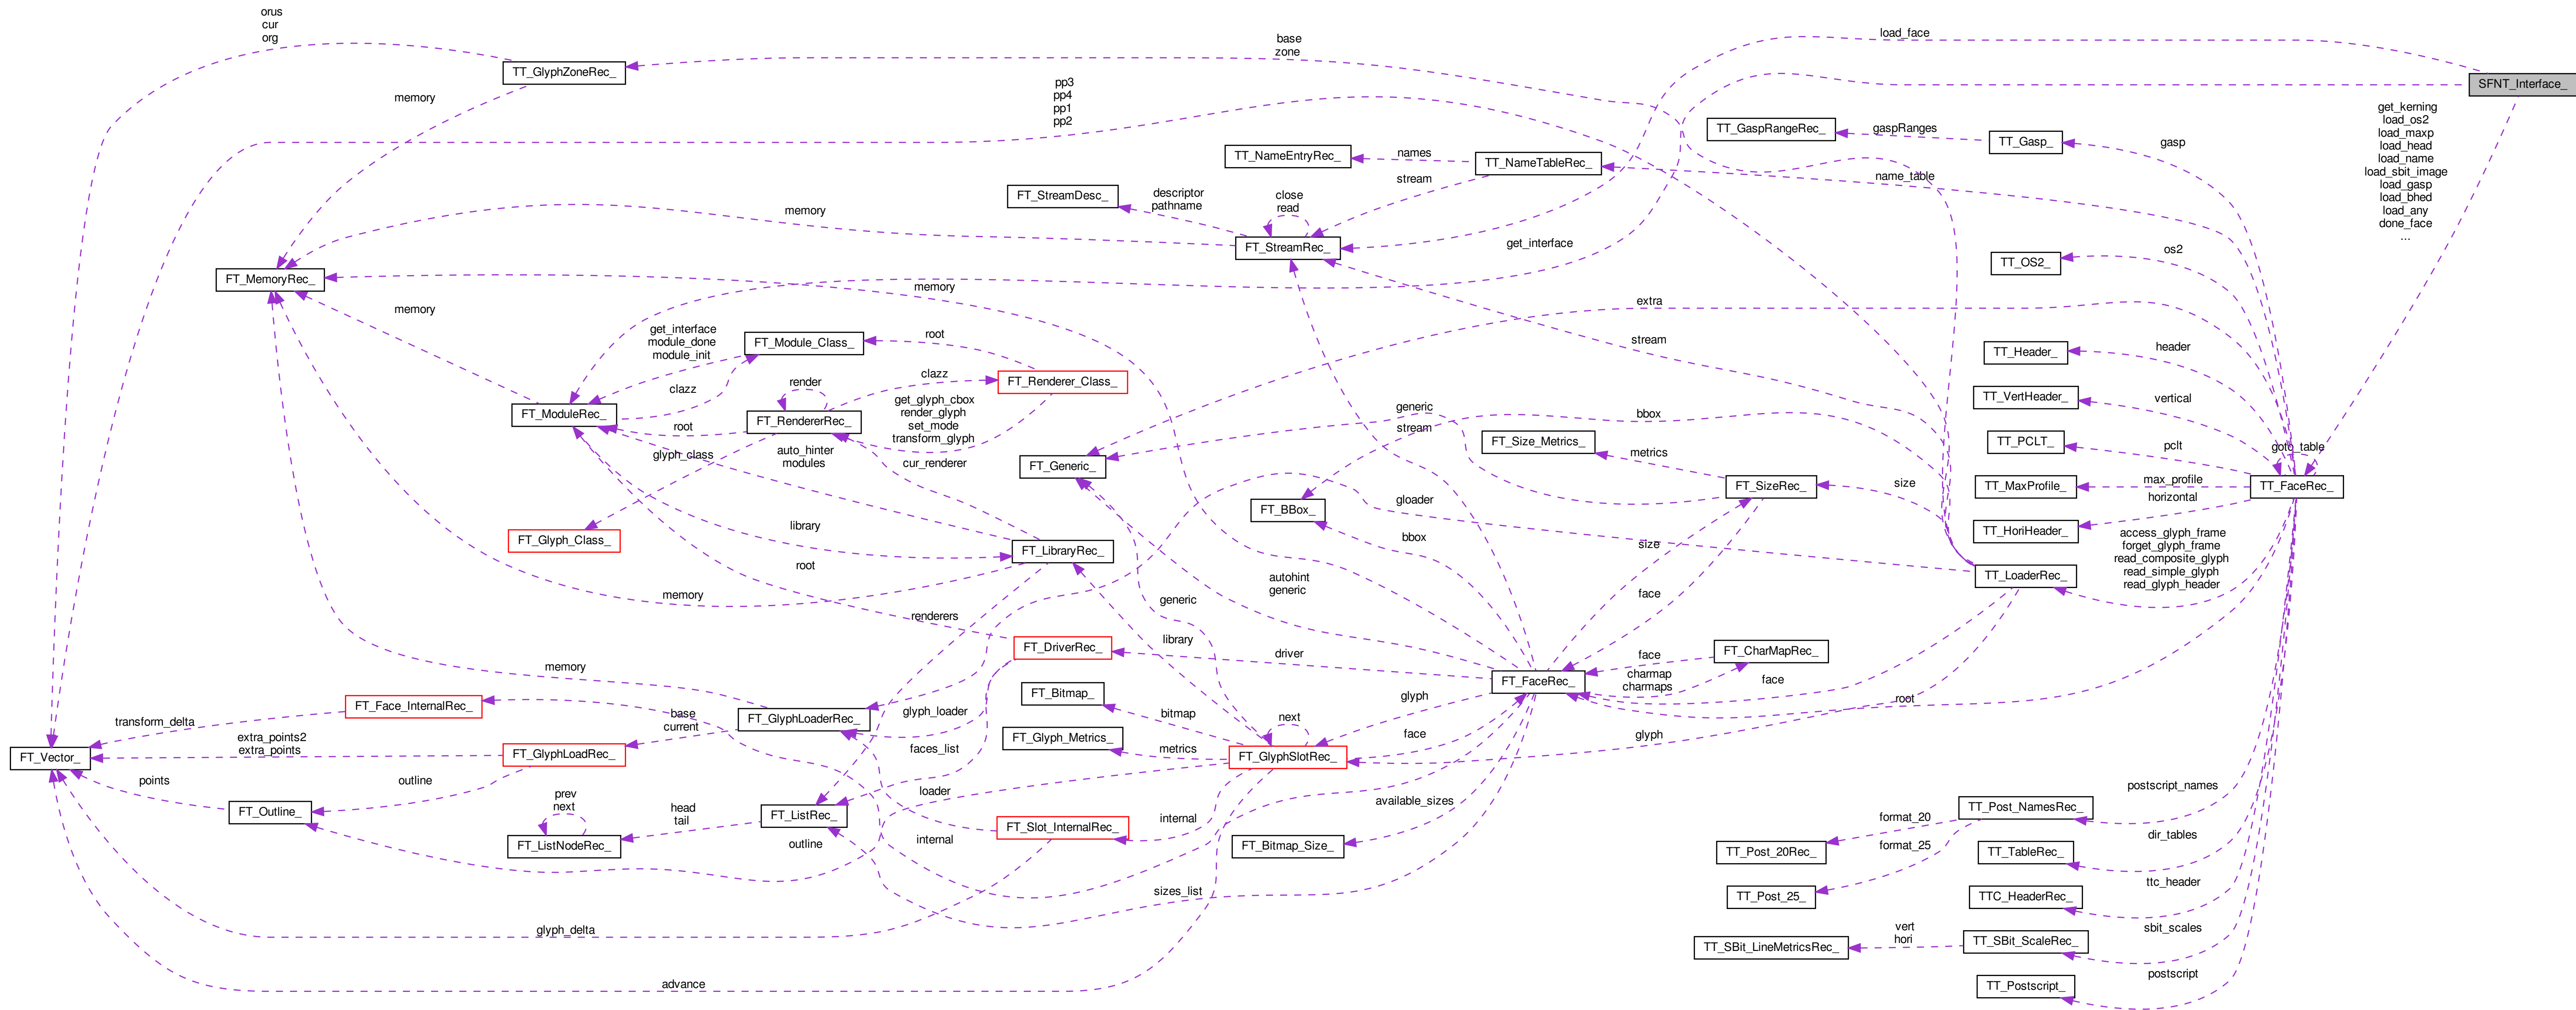 orus
cur
org
base
zone
load_face
TT_GlyphZoneRec_
SFNT_Interface_
memory
pp3
pp4
pp1
pp2
get_kerning
load_os2
load_maxp
load_head
load_name
load_sbit_image
load_gasp
load_bhed
load_any
done_face
...
TT_GaspRangeRec_
gaspRanges
TT_Gasp_
gasp
TT_NameEntryRec_
names
TT_NameTableRec_
name_table
stream
FT_StreamDesc_
descriptor
pathname
close
read
memory
FT_StreamRec_
get_interface
os2
TT_OS2_
FT_MemoryRec_
memory
memory
extra
get_interface
module_done
module_init
FT_Module_Class_
root
stream
header
TT_Header_
clazz
render
clazz
FT_Renderer_Class_
TT_VertHeader_
vertical
FT_ModuleRec_
root
FT_RendererRec_
get_glyph_cbox
render_glyph
set_mode
transform_glyph
generic
stream
bbox
glyph_class
auto_hinter
modules
cur_renderer
FT_Generic_
FT_Size_Metrics_
metrics
TT_PCLT_
pclt
goto_table
FT_SizeRec_
size
TT_MaxProfile_
max_profile
horizontal
TT_FaceRec_
gloader
FT_BBox_
FT_Glyph_Class_
library
FT_LibraryRec_
bbox
size
TT_HoriHeader_
access_glyph_frame
forget_glyph_frame
read_composite_glyph
read_simple_glyph
read_glyph_header
root
autohint
generic
TT_LoaderRec_
memory
renderers
generic
face
library
FT_DriverRec_
driver
face
FT_CharMapRec_
memory
charmap
charmaps
face
FT_FaceRec_
root
FT_Bitmap_
glyph
FT_Face_InternalRec_
transform_delta
base
current
FT_GlyphLoaderRec_
glyph_loader
bitmap
next
face
glyph
FT_Glyph_Metrics_
metrics
extra_points2
extra_points
FT_GlyphLoadRec_
faces_list
FT_GlyphSlotRec_
FT_Vector_
points
outline
loader
available_sizes
postscript_names
FT_Outline_
prev
next
head
tail
FT_ListRec_
internal
TT_Post_NamesRec_
format_20
FT_Slot_InternalRec_
FT_ListNodeRec_
outline
internal
FT_Bitmap_Size_
dir_tables
TT_Post_20Rec_
format_25
TT_TableRec_
sizes_list
ttc_header
TT_Post_25_
TTC_HeaderRec_
glyph_delta
sbit_scales
vert
hori
TT_SBit_LineMetricsRec_
TT_SBit_ScaleRec_
postscript
advance
TT_Postscript_